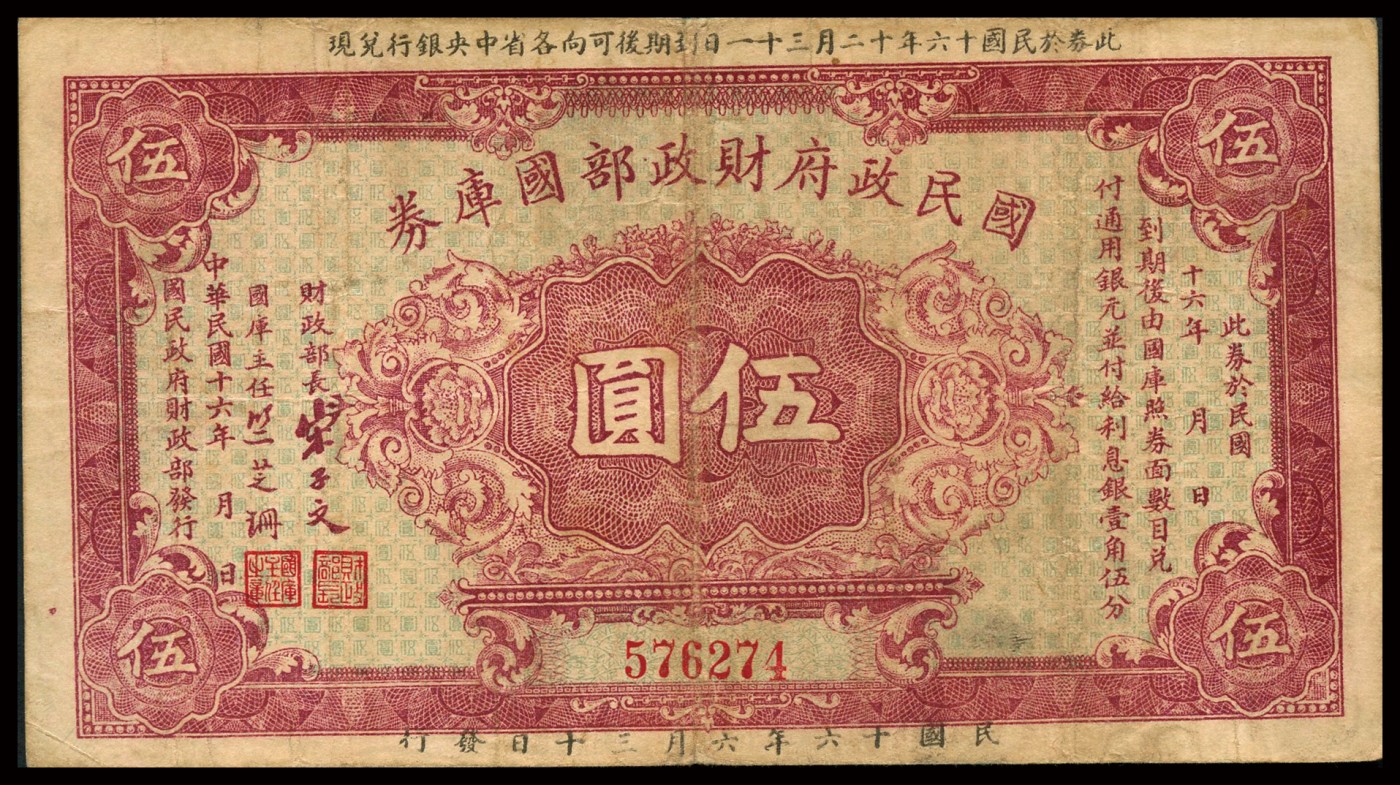 此券於民國十六年十二月三十一日到期後可向各省中央銀行兌現
伍
伍
國民政府財政部國庫券
此券於民國
十六年 月 日
到期後由國庫照券面數目兌
付通用銀元並付給利息銀壹角伍分
伍圓
財政部長 宋子文
國庫主任
中華民國十六年 月 日
國民政府財政部發行
國庫主任之章
576274
伍
伍
民國十六年六月三十日發行